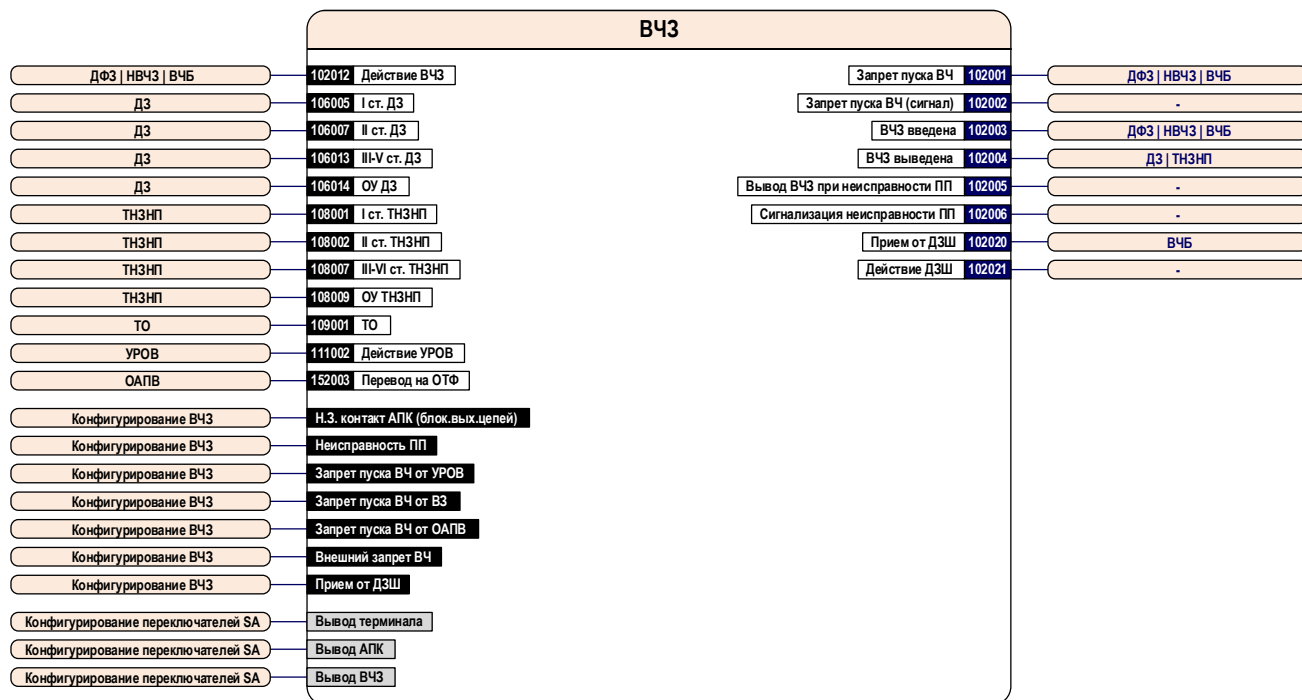 ВЧЗ
ДФЗ | НВЧЗ | ВЧБ 102012 Действие ВЧЗ Запрет пуска ВЧ 102001 ДФЗ | НВЧЗ | ВЧБ
ДЗ 106005 I ст. ДЗ Запрет пуска ВЧ (сигнал) 102002 -
ДЗ 106007 II ст. ДЗ ВЧЗ введена 102003 ДФЗ | НВЧЗ | ВЧБ
ДЗ 106013 III-V ст. ДЗ ВЧЗ выведена 102004 ДЗ | ТНЗНП
ДЗ 106014 ОУ ДЗ Вывод ВЧЗ при неисправности ПП 102005 -
ТНЗНП 108001 I ст. ТНЗНП Сигнализация неисправности ПП 102006 -
ТНЗНП 108002 II ст. ТНЗНП Прием от ДЗШ 102020 ВЧБ
ТНЗНП 108007 III-VI ст. ТНЗНП Действие ДЗШ 102021 -
ТНЗНП 108009 ОУ ТНЗНП
ТО 109001 ТО
УРОВ 111002 Действие УРОВ
ОАПВ 152003 Перевод на ОТФ
Конфигурирование ВЧЗ Н.З. контакт АПК (блок.вых.цепей)
Конфигурирование ВЧЗ Неисправность ПП
Конфигурирование ВЧЗ Запрет пуска ВЧ от УРОВ
Конфигурирование ВЧЗ Запрет пуска ВЧ от ВЗ
Конфигурирование ВЧЗ Запрет пуска ВЧ от ОАПВ
Конфигурирование ВЧЗ Внешний запрет ВЧ
Конфигурирование ВЧЗ Прием от ДЗШ
Конфигурирование переключателей SA Вывод терминала
Конфигурирование переключателей SA Вывод АПК
Конфигурирование переключателей SA Вывод ВЧЗ